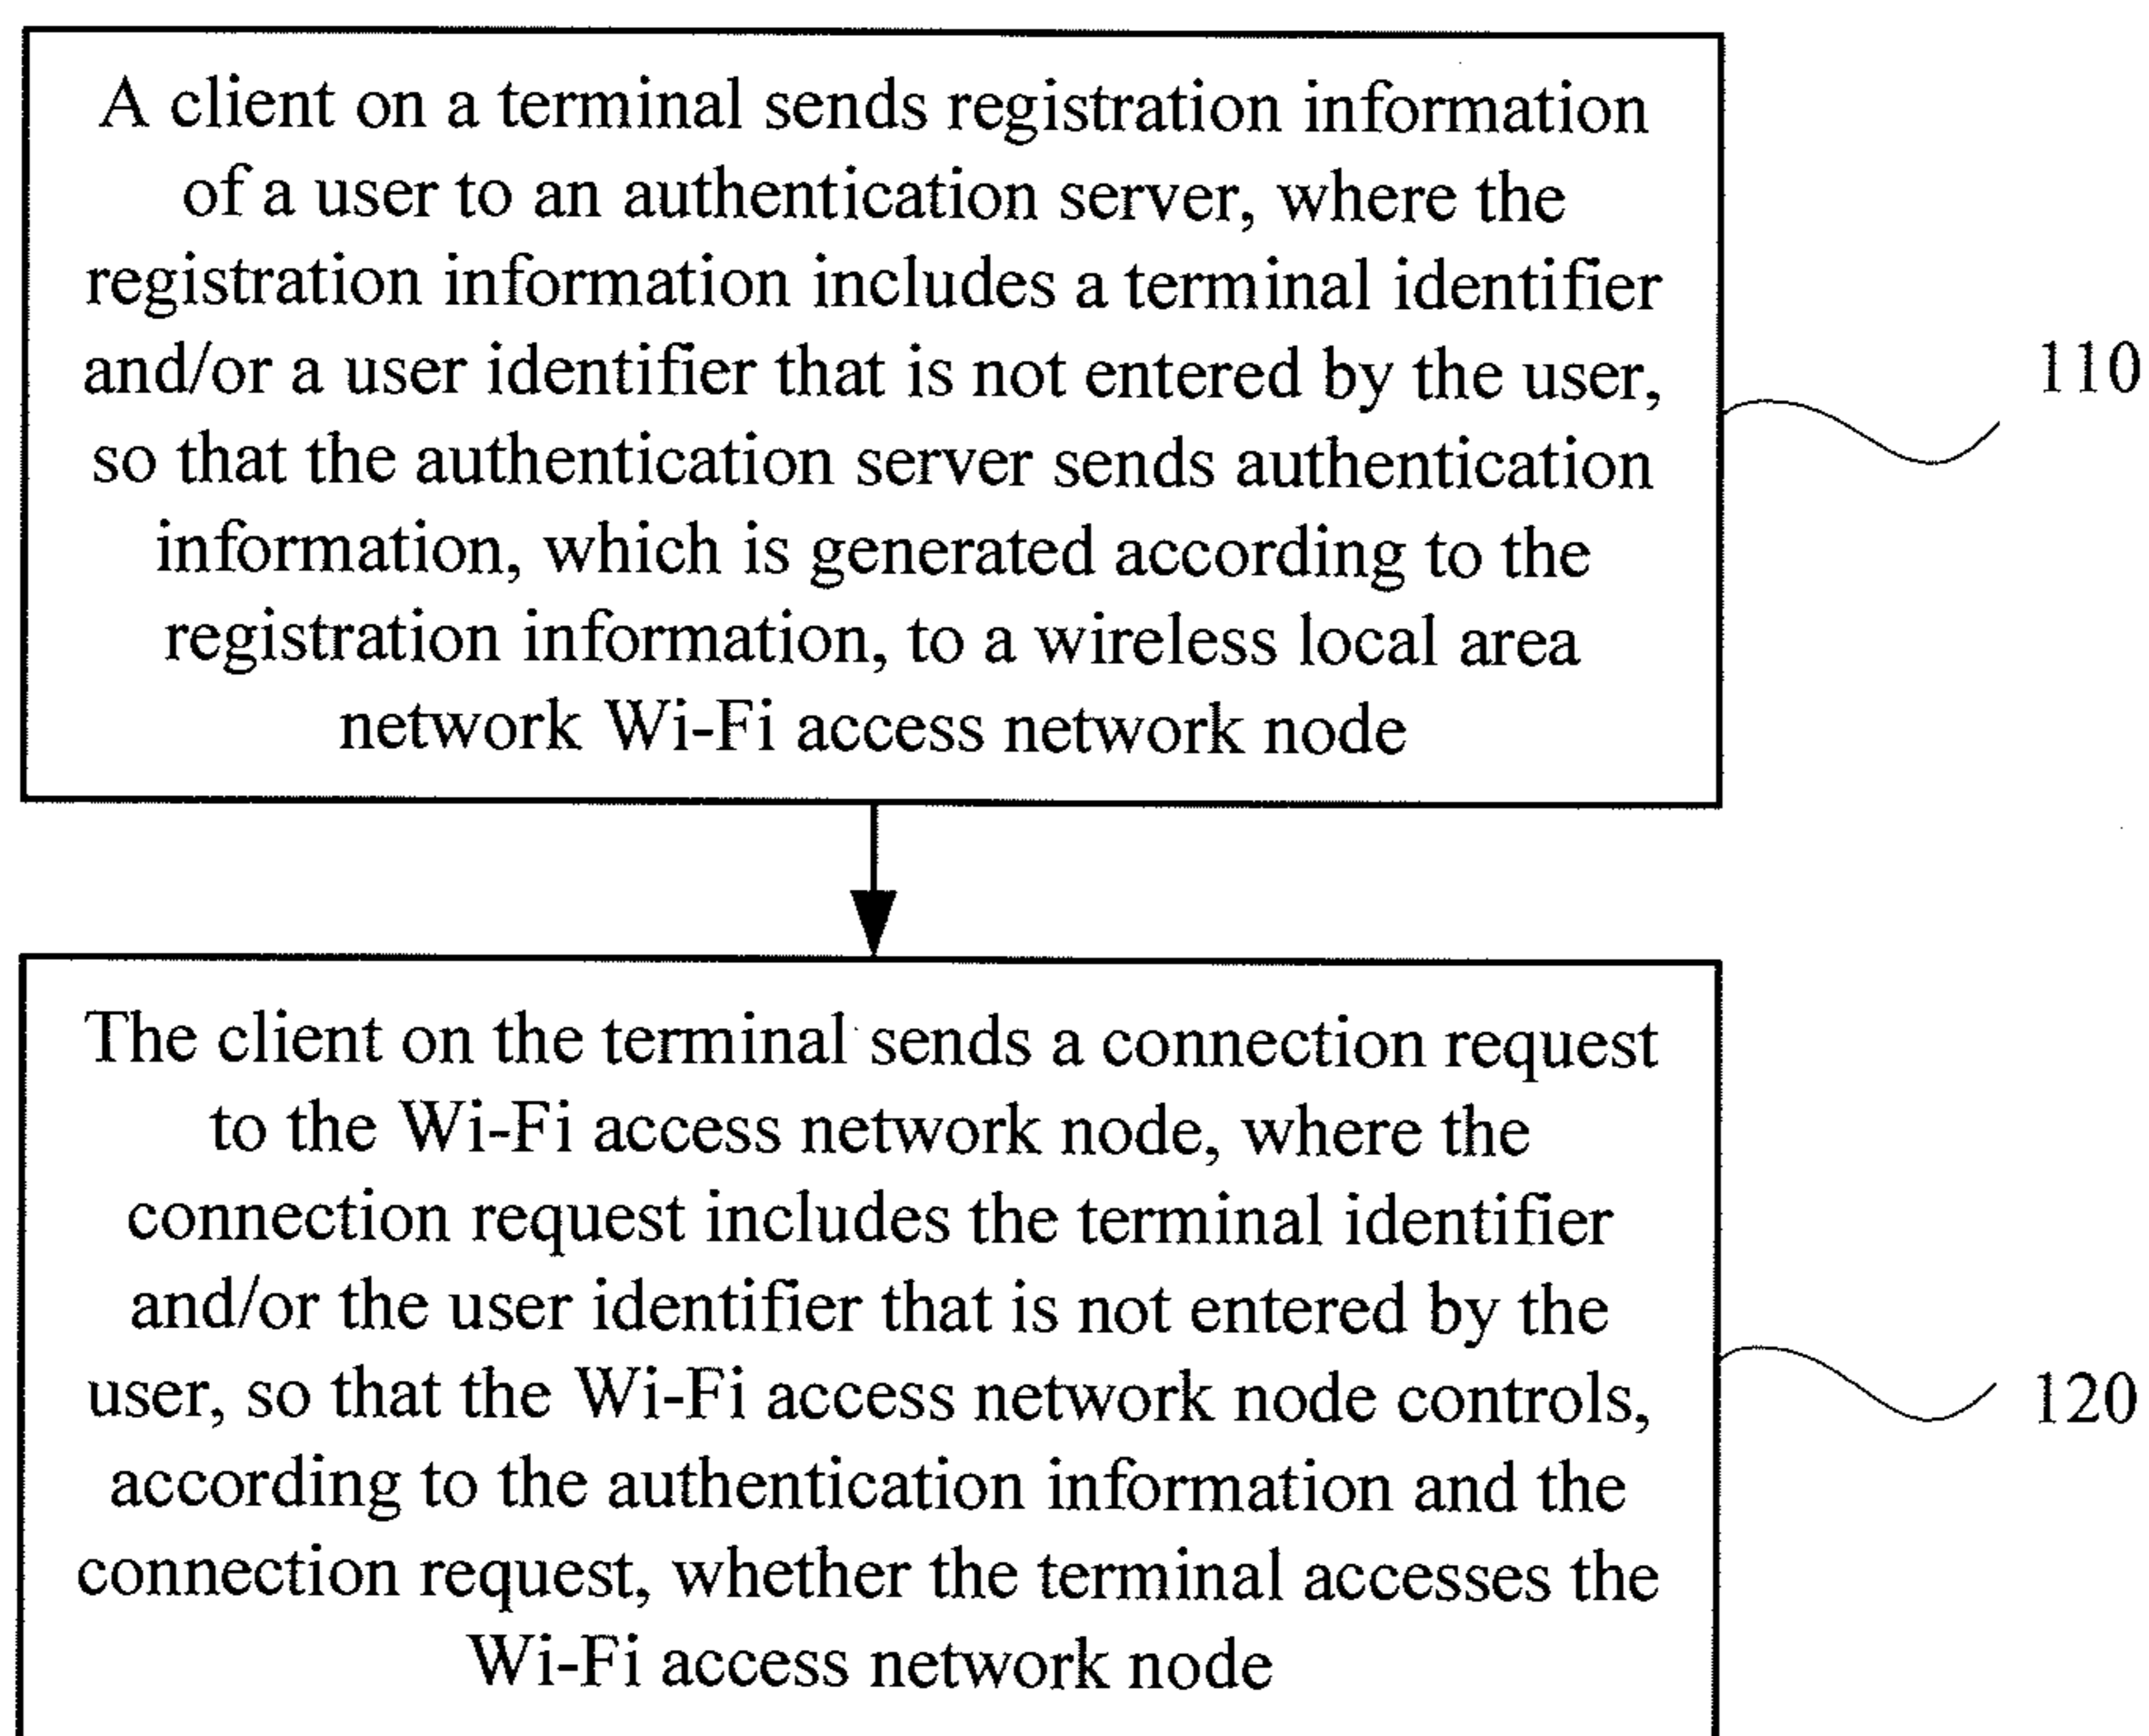 A client on a terminal sends registration information
of a user to an authentication server, where the
registration information includes a terminal identifier
and/or a user identifier that is not entered by the user,
so that the authentication server sends authentication
information, which is generated according to the
registration information, to a wireless local area
network Wi-Fi access network node
110
The client on the terminal sends a connection request
to the Wi-Fi access network node, where the
connection request includes the terminal identifier
and/or the user identifier that is not entered by the
user, so that the Wi-Fi access network node controls,
according to the authentication information and the
connection request, whether the terminal accesses the
Wi-Fi access network node
120